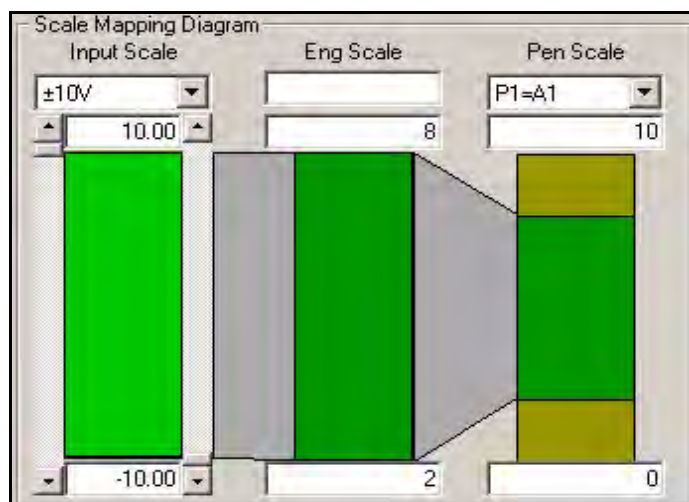 Scale Mapping Diagram
Input Scale Eng Scale Pen Scale
±10V P1=A1
10.00 8 10
-10.00 2 0